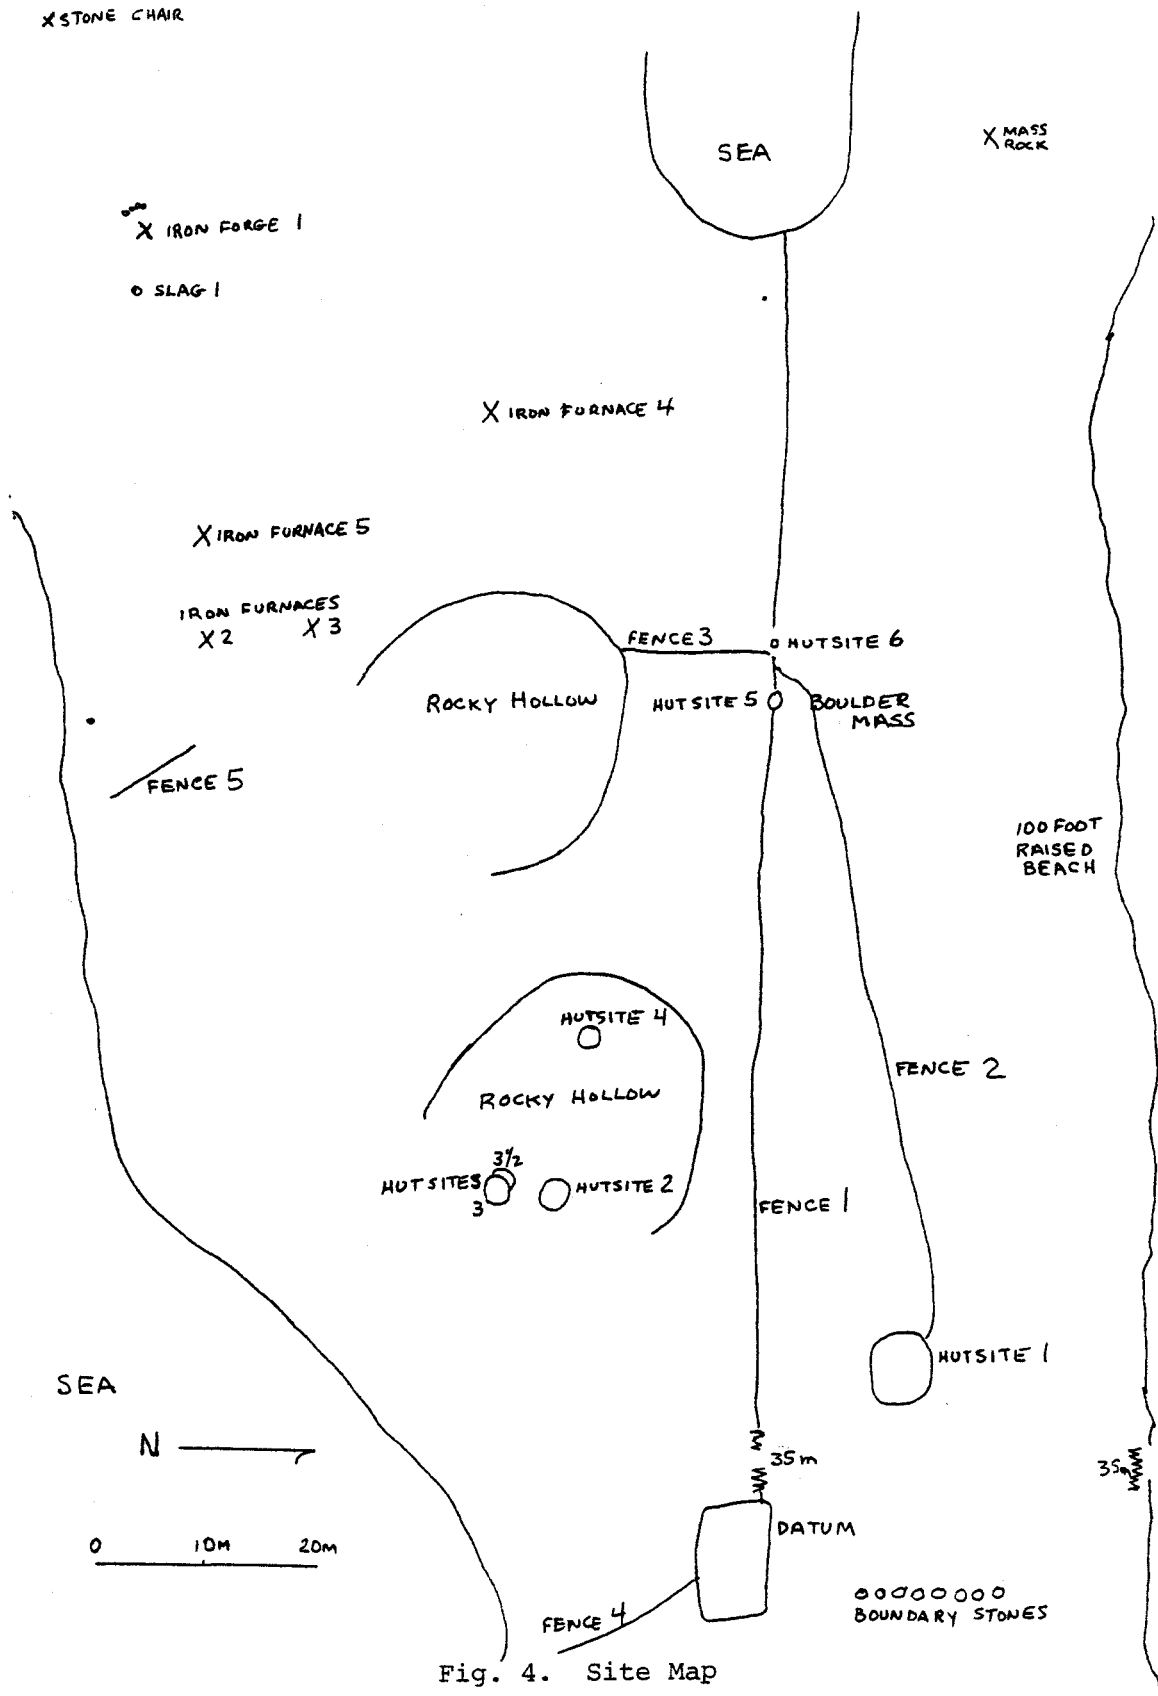 X STONE CHAIR
SEA
X MASS
ROCK
X IRON FORGE 1
SLAG 1
X IRON FURNACE 4
X IRON FURNACE 5
IRON FURNACES
X 2 X 3
FENCE 3
HUTSITE 6
ROCKY HOLLOW
HUTSITE 5
BOULDER
MASS
FENCE 5
100 FOOT
RAISED
BEACH
HUTSITE 4
FENCE 2
ROCKY HOLLOW
3½
HUTSITES
3
HUTSITE 2
FENCE 1
HUTSITE 1
SEA
N
35m
35m
DATUM
0 10M 20M
BOUNDARY STONES
FENCE 4
Fig. 4. Site Map